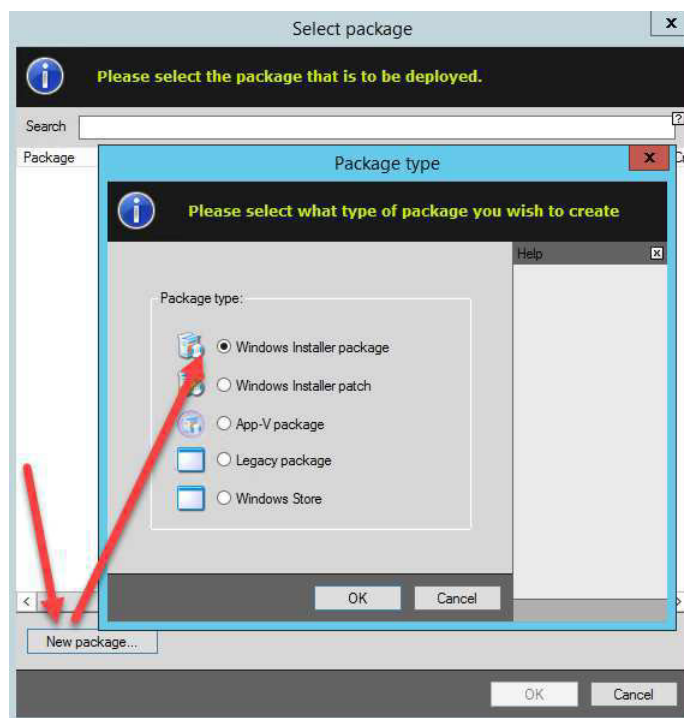 Select package
x
Please select the package that is to be deployed.
Search
?
Package
Package type
x
Please select what type of package you wish to create
Help
x
Package type:
Windows Installer package
Windows Installer patch
App-V package
Legacy package
Windows Store
OK
Cancel
New package...
OK
Cancel